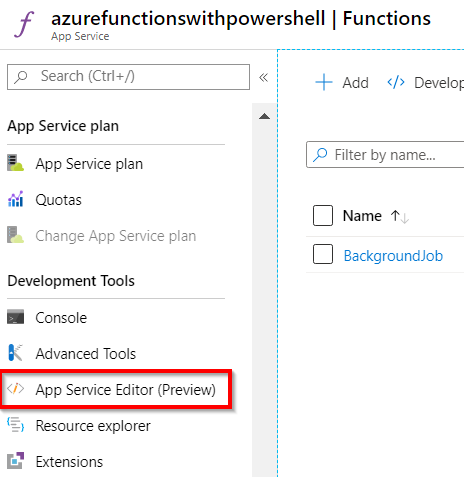 azurefunctionswithpowershell | Functions
App Service
Search (Ctrl+/)
«
App Service plan
App Service plan
Quotas
Change App Service plan
Development Tools
Console
Advanced Tools
App Service Editor (Preview)
Resource explorer
Extensions
+ Add </> Develop
Filter by name...
Name ↑↓
BackgroundJob